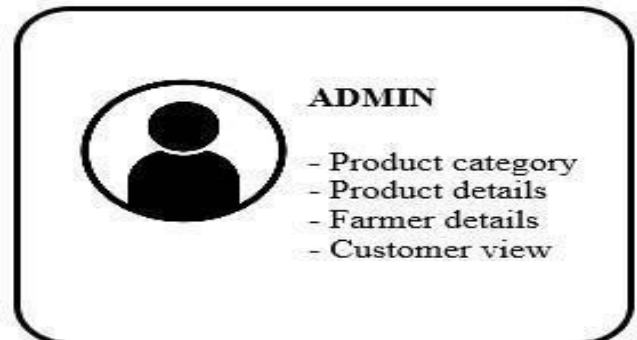 ADMIN
- Product category
- Product details
- Farmer details
- Customer view